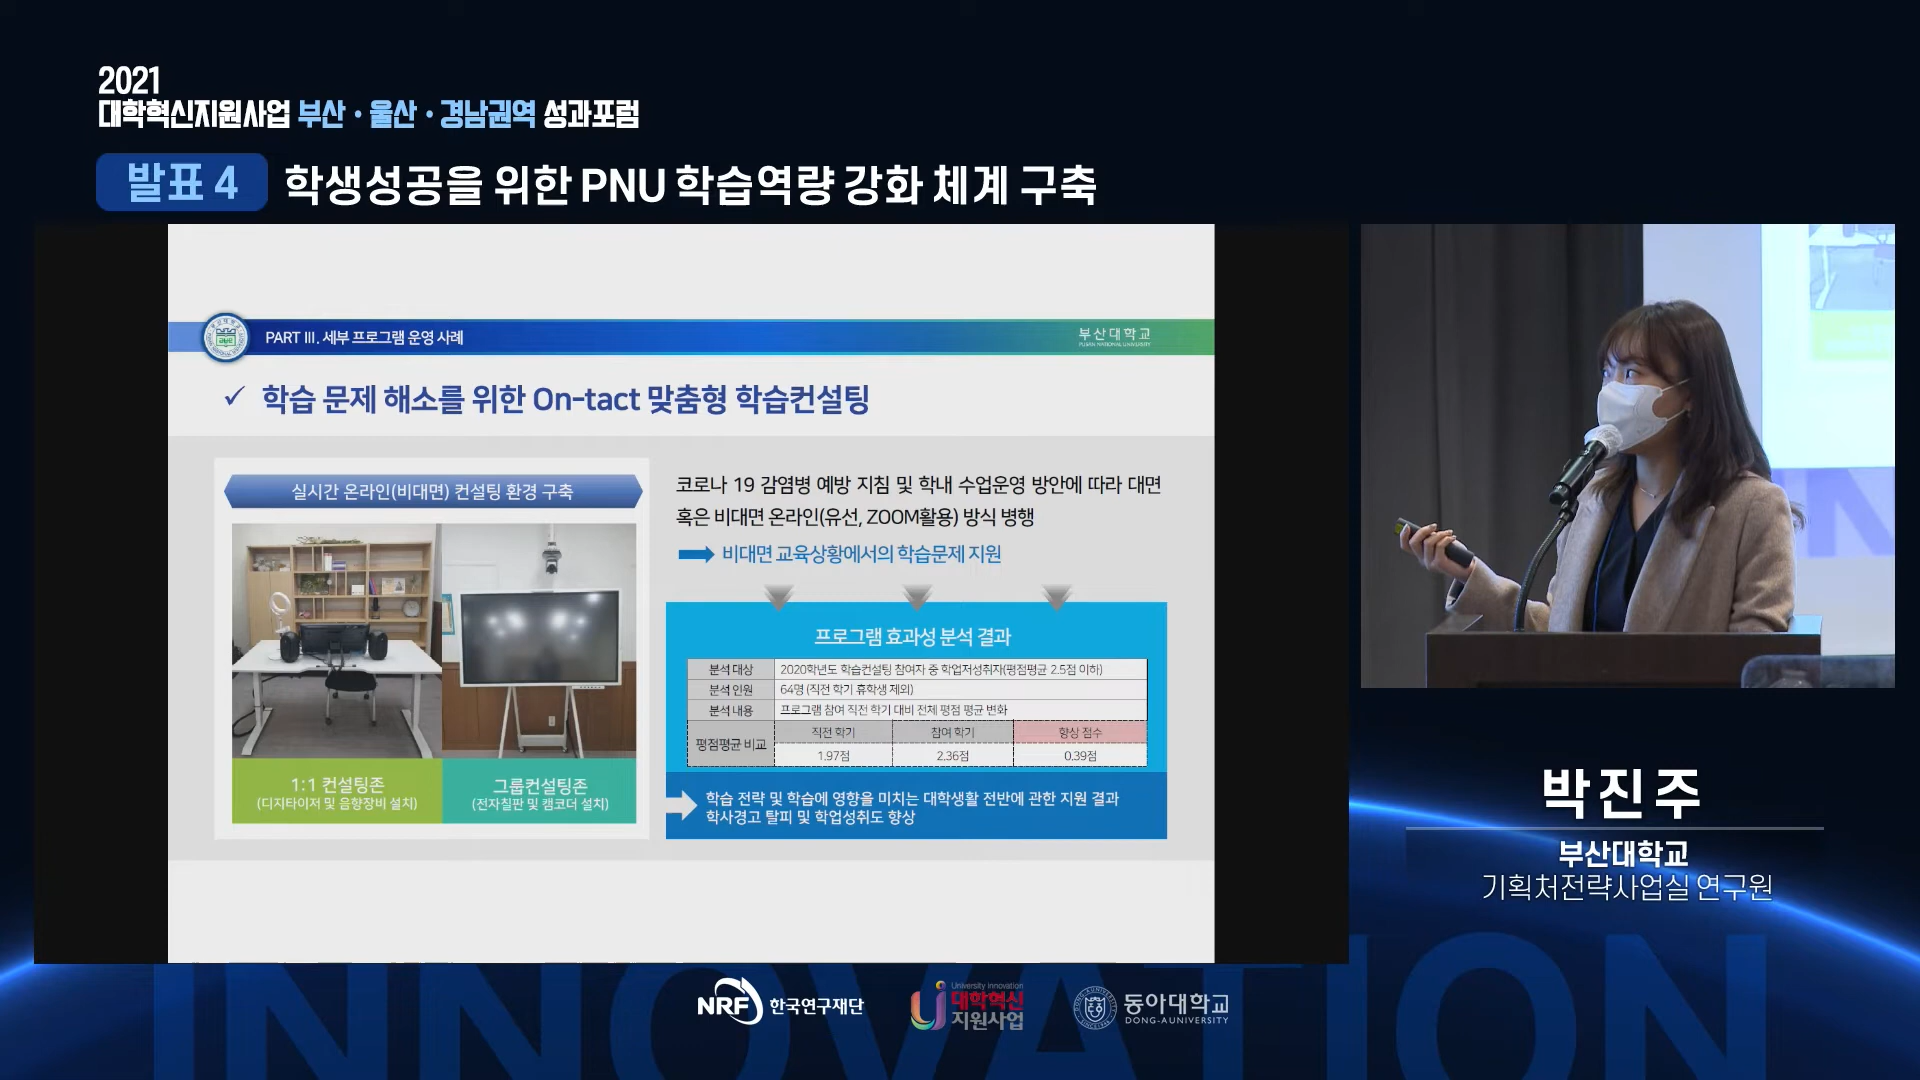 2021
대학혁신지원사업 부산·울산·경남권역 성과포럼
발표 4 학생성공을 위한 PNU 학습역량 강화 체계 구축
PART III. 세부 프로그램 운영 사례
부산대학교
PUSAN NATIONAL UNIVERSITY
✓ 학습 문제 해소를 위한 On-tact 맞춤형 학습컨설팅
실시간 온라인(비대면) 컨설팅 환경 구축
1:1 컨설팅존
(디지타이저 및 음향장비 설치)
그룹컨설팅존
(전자칠판 및 캠코더 설치)
코로나 19 감염병 예방 지침 및 학내 수업운영 방안에 따라 대면
혹은 비대면 온라인(유선, ZOOM활용) 방식 병행
비대면 교육상황에서의 학습문제 지원
프로그램 효과성 분석 결과
분석 대상 2020학년도 학습컨설팅 참여자 중 학업저성취자(평점평균 2.5점 이하)
분석 인원 64명 (직전 학기 휴학생 제외)
분석 내용 프로그램 참여 직전 학기 대비 전체 평점 평균 변화
평점평균 비교 직전 학기 참여 학기 향상 점수
1.97점 2.36점 0.39점
학습 전략 및 학습에 영향을 미치는 대학생활 전반에 관한 지원 결과
학사경고 탈피 및 학업성취도 향상
박진주
부산대학교
기획처전략사업실 연구원
INNOVATION
NRF 한국연구재단
University innovation
대학혁신
지원사업
동아대학교
DONG-A UNIVERSITY